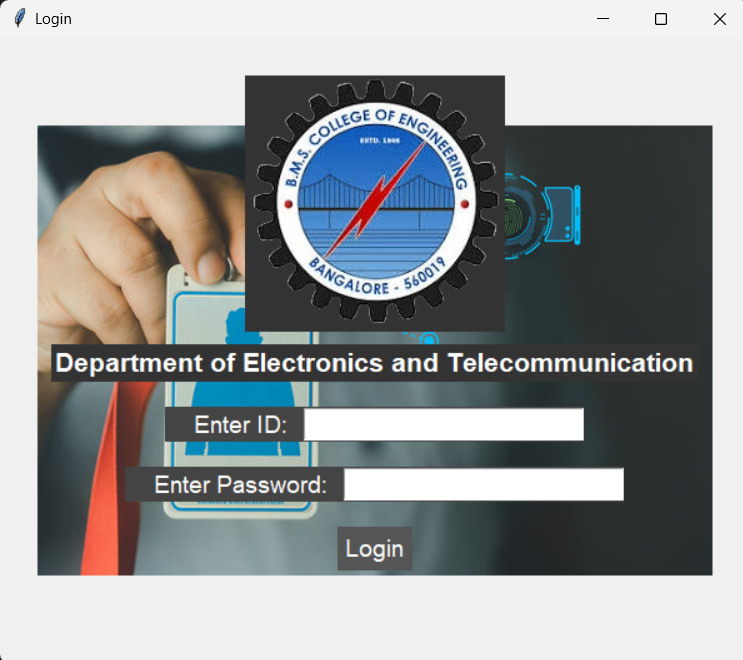 Login
B.M.S. COLLEGE OF ENGINEERING
ESTD. 1946
BANGALORE - 560019
Department of Electronics and Telecommunication
Enter ID:
Enter Password:
Login